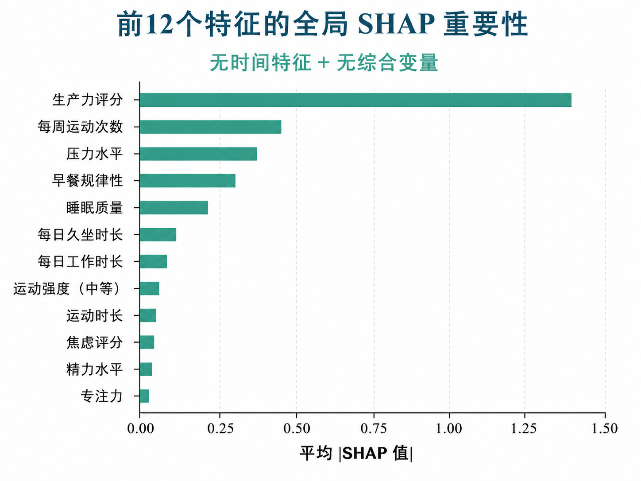 前12个特征的全局 SHAP 重要性
无时间特征 + 无综合变量
生产力评分
每周运动次数
压力水平
早餐规律性
睡眠质量
每日久坐时长
每日工作时长
运动强度（中等）
运动时长
焦虑评分
精力水平
专注力
0.00 0.25 0.50 0.75 1.00 1.25 1.50
平均 |SHAP 值|